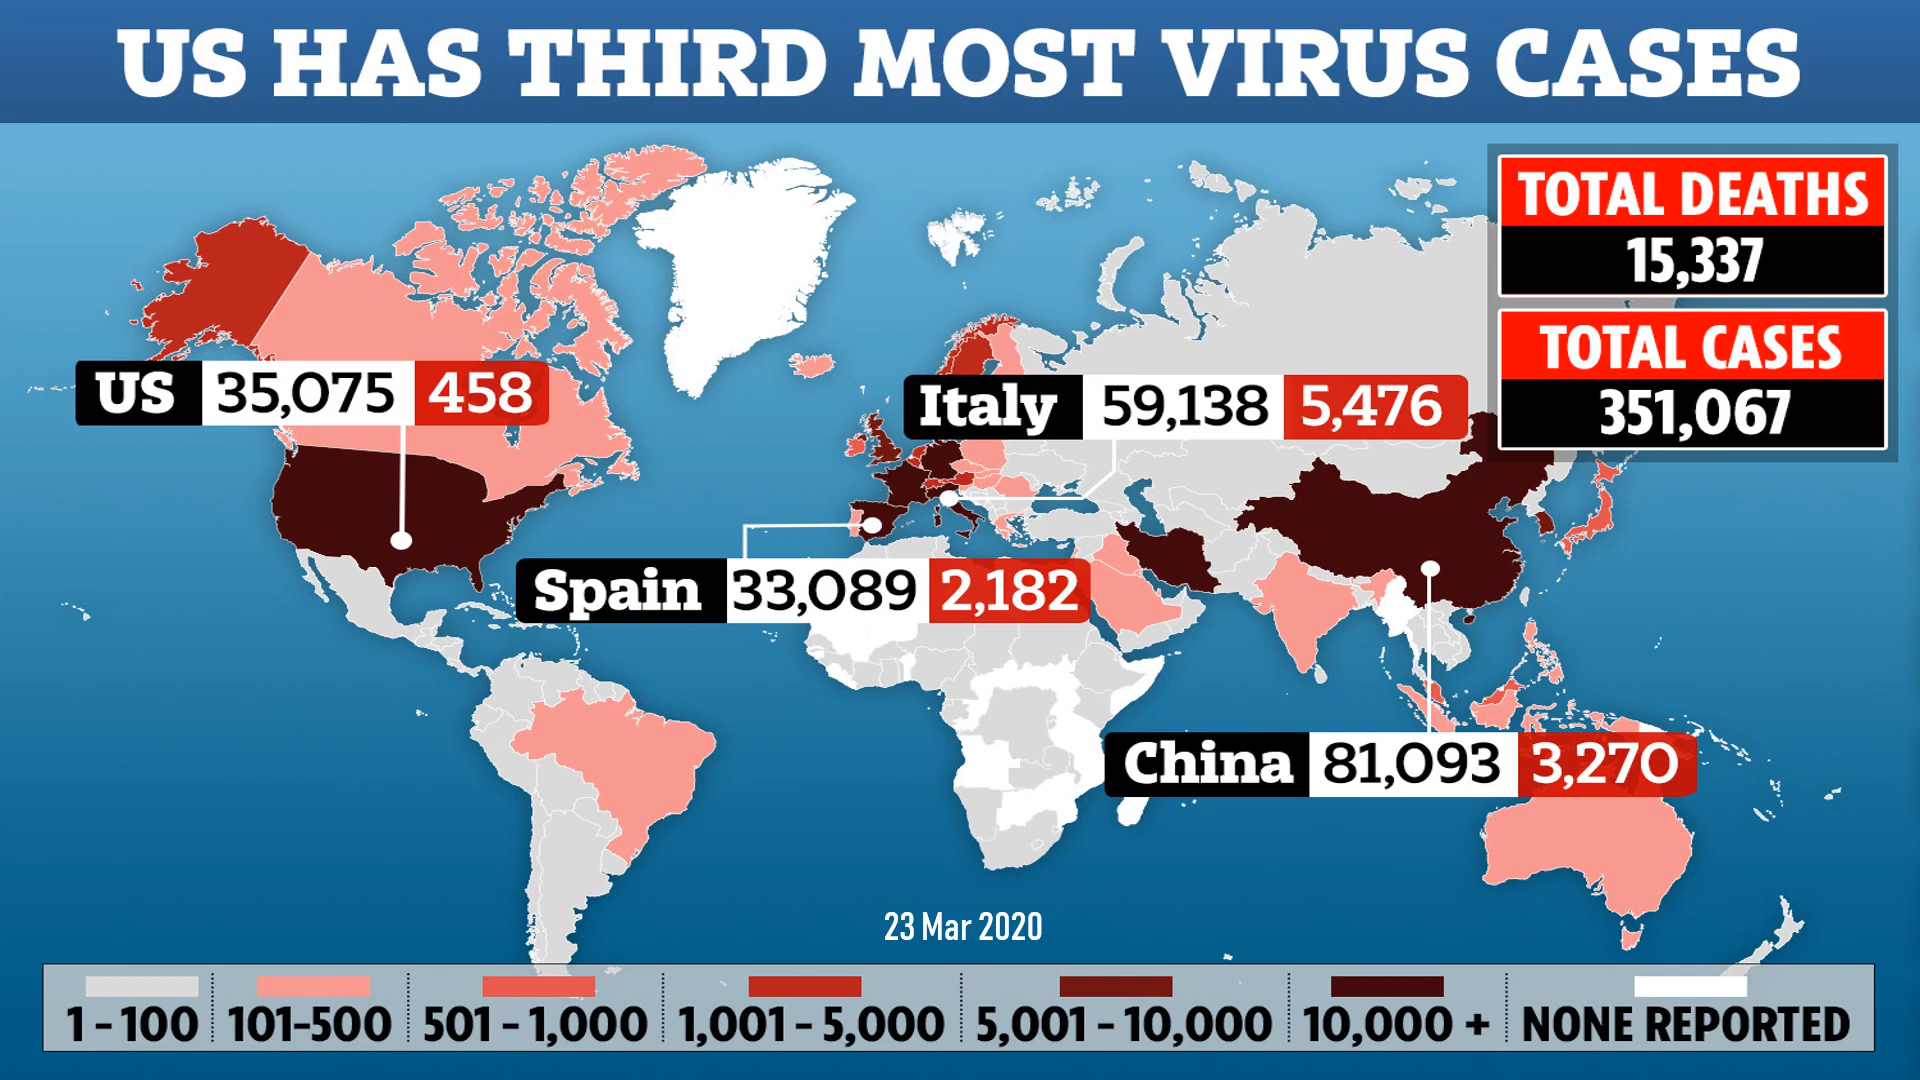 US HAS THIRD MOST VIRUS CASES
TOTAL DEATHS
15,337
TOTAL CASES
351,067
US 35,075 458
Italy 59,138 5,476
Spain 33,089 2,182
China 81,093 3,270
23 Mar 2020
1 - 100 101-500 501 - 1,000 1,001 - 5,000 5,001 - 10,000 10,000 + NONE REPORTED